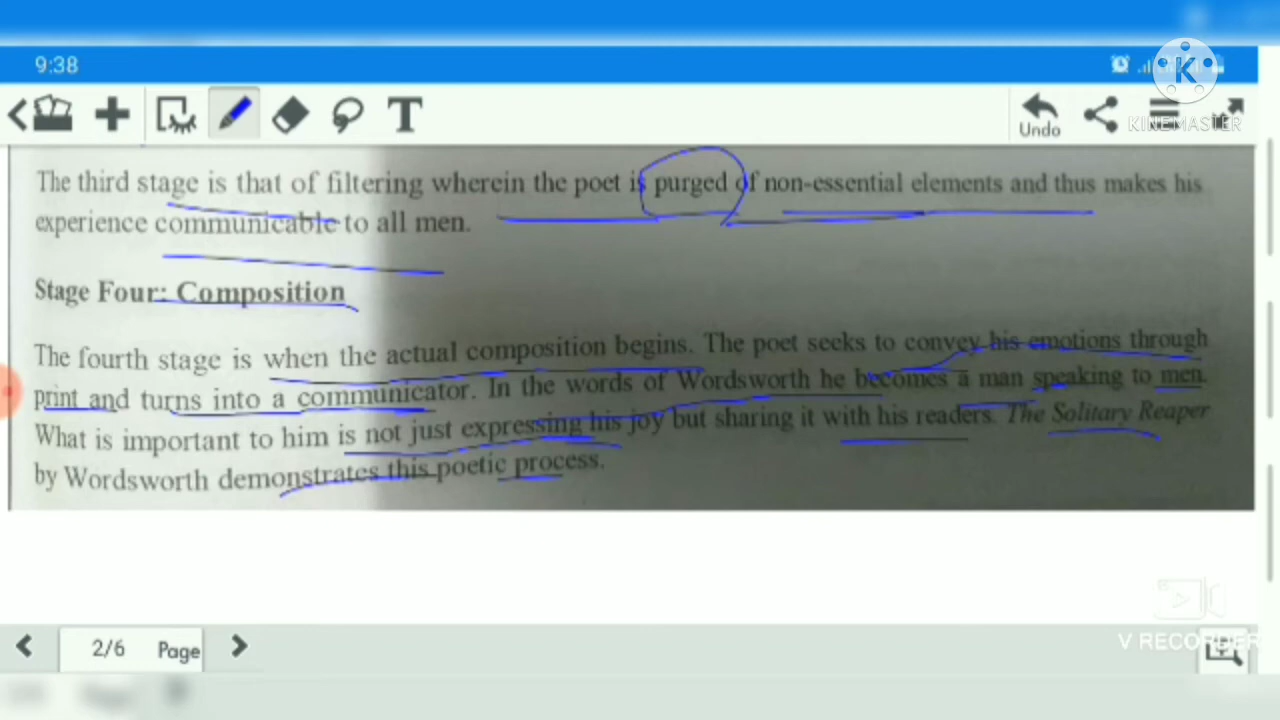 9:38
KINEMASTER
Undo
The third stage is that of filtering wherein the poet is purged of non-essential elements and thus makes his
experience communicable to all men.
Stage Four: Composition
The fourth stage is when the actual composition begins. The poet seeks to convey his emotions through
print and turns into a communicator. In the words of Wordsworth he becomes a man speaking to men.
What is important to him is not just expressing his joy but sharing it with his readers. The Solitary Reaper
by Wordsworth demonstrates this poetic process.
2/6 Page
V RECORDER